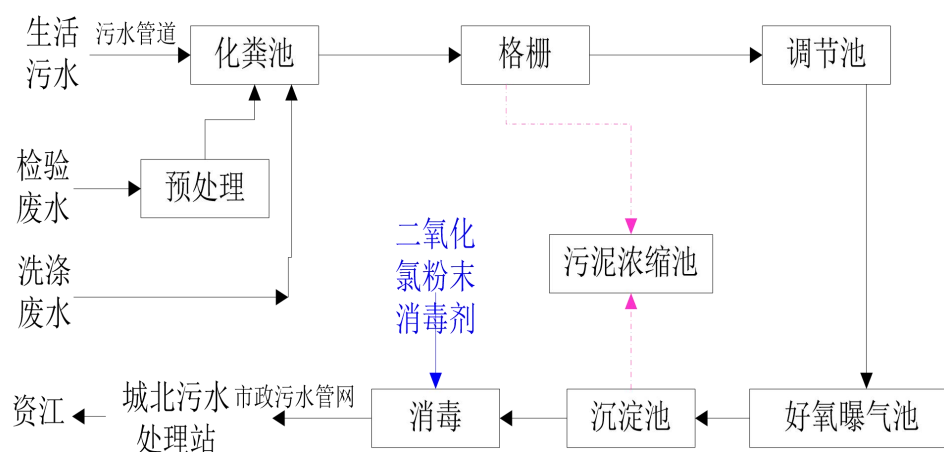 生活
污水
污水管道
化粪池
格栅
调节池
检验
废水
预处理
二氧化
氯粉末
消毒剂
污泥浓缩池
洗涤
废水
资江
城北污水
处理站
市政污水管网
消毒
沉淀池
好氧曝气池